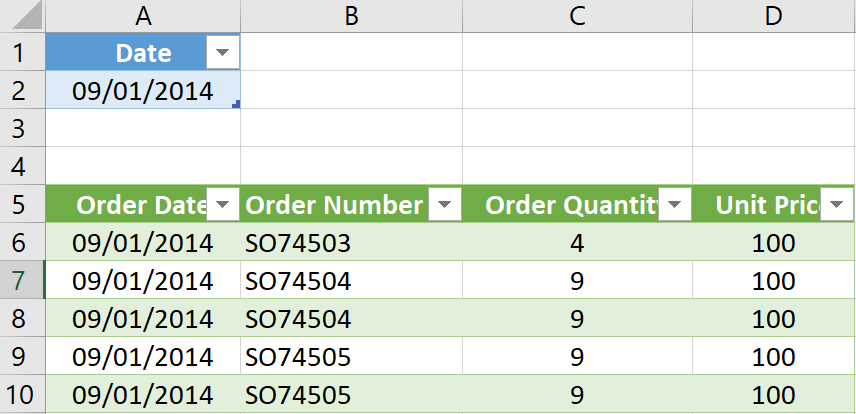 A B C D
1 Date
2 09/01/2014
3
4
5 Order Date Order Number Order Quantit Unit Pric
6 09/01/2014 SO74503 4 100
7 09/01/2014 SO74504 9 100
8 09/01/2014 SO74504 9 100
9 09/01/2014 SO74505 9 100
10 09/01/2014 SO74505 9 100